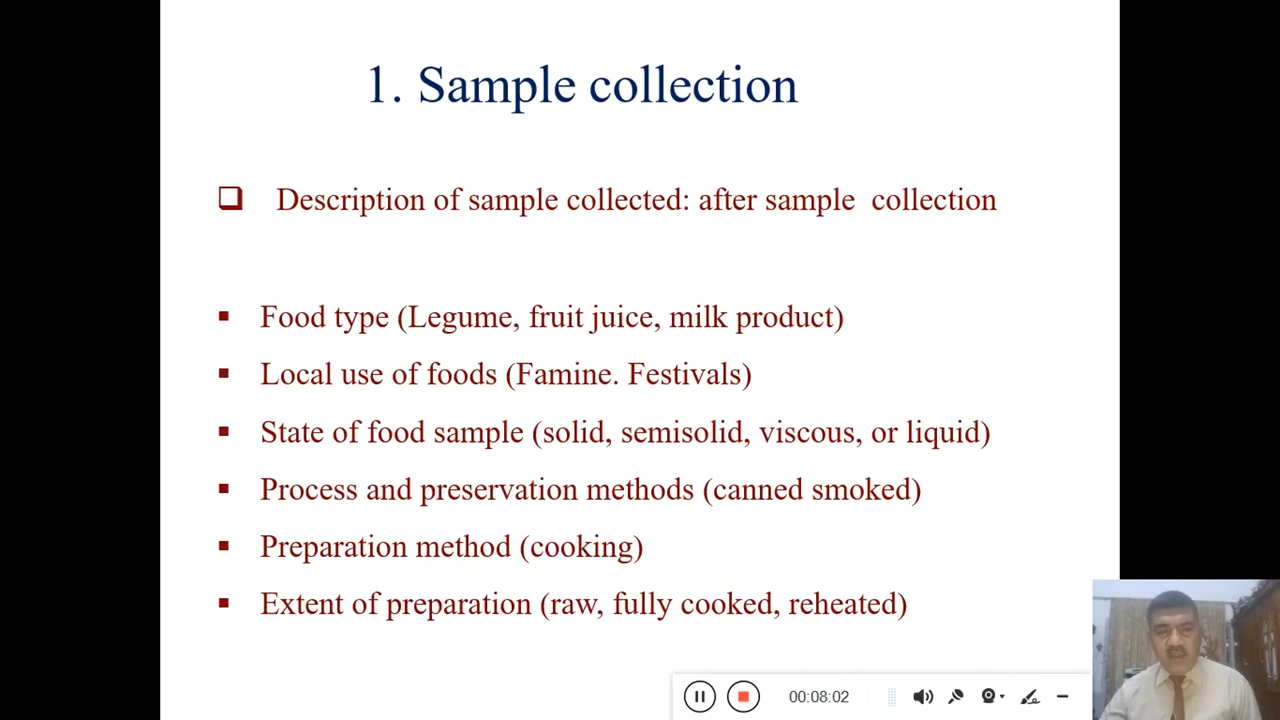 1. Sample collection
Description of sample collected: after sample collection
Food type (Legume, fruit juice, milk product)
Local use of foods (Famine. Festivals)
State of food sample (solid, semisolid, viscous, or liquid)
Process and preservation methods (canned smoked)
Preparation method (cooking)
Extent of preparation (raw, fully cooked, reheated)
00:08:02